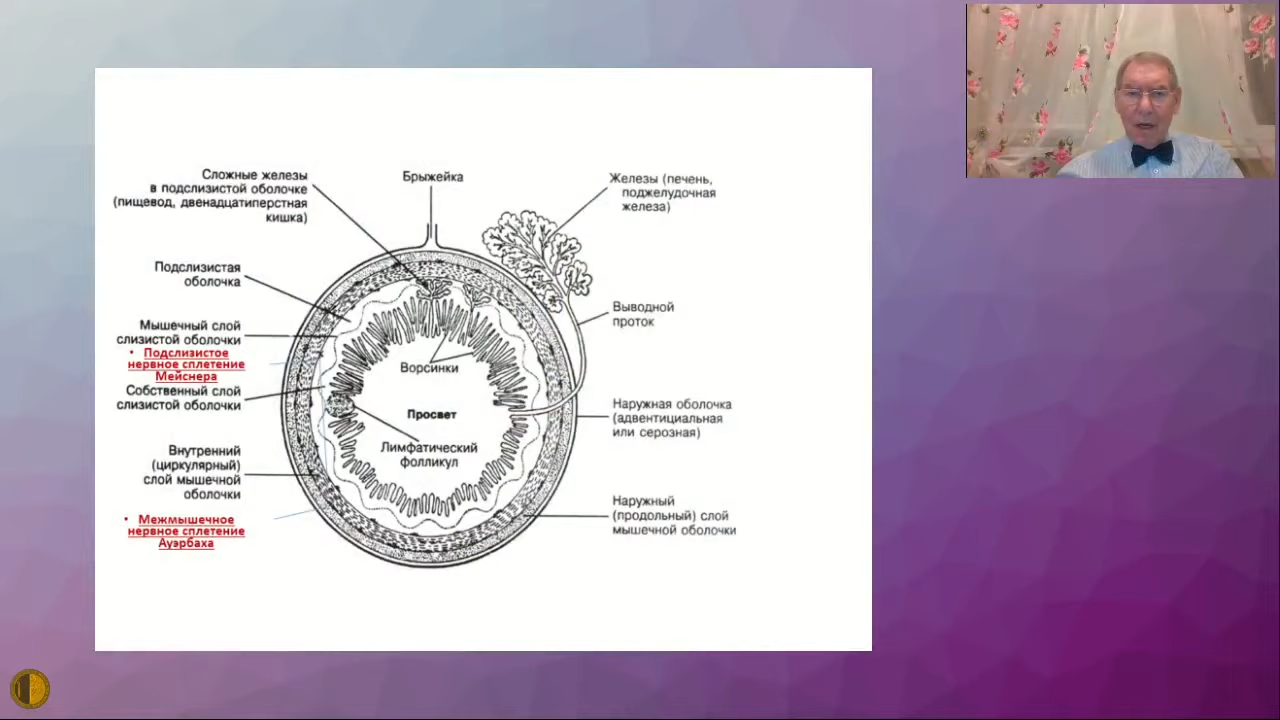 Сложные железы
в подслизистой оболочке
(пищевод, двенадцатиперстная
кишка)
Брыжейка
Железы (печень,
поджелудочная
железа)
Подслизистая
оболочка
Выводной
проток
Мышечный слой
слизистой оболочки
• Подслизистое
нервное сплетение
Мейснера
Собственный слой
слизистой оболочки
Ворсинки
Просвет
Лимфатический
фолликул
Наружная оболочка
(адвентициальная
или серозная)
Внутренний
(циркулярный)
слой мышечной
оболочки
• Межмышечное
нервное сплетение
Ауэрбаха
Наружный
(продольный) слой
мышечной оболочки